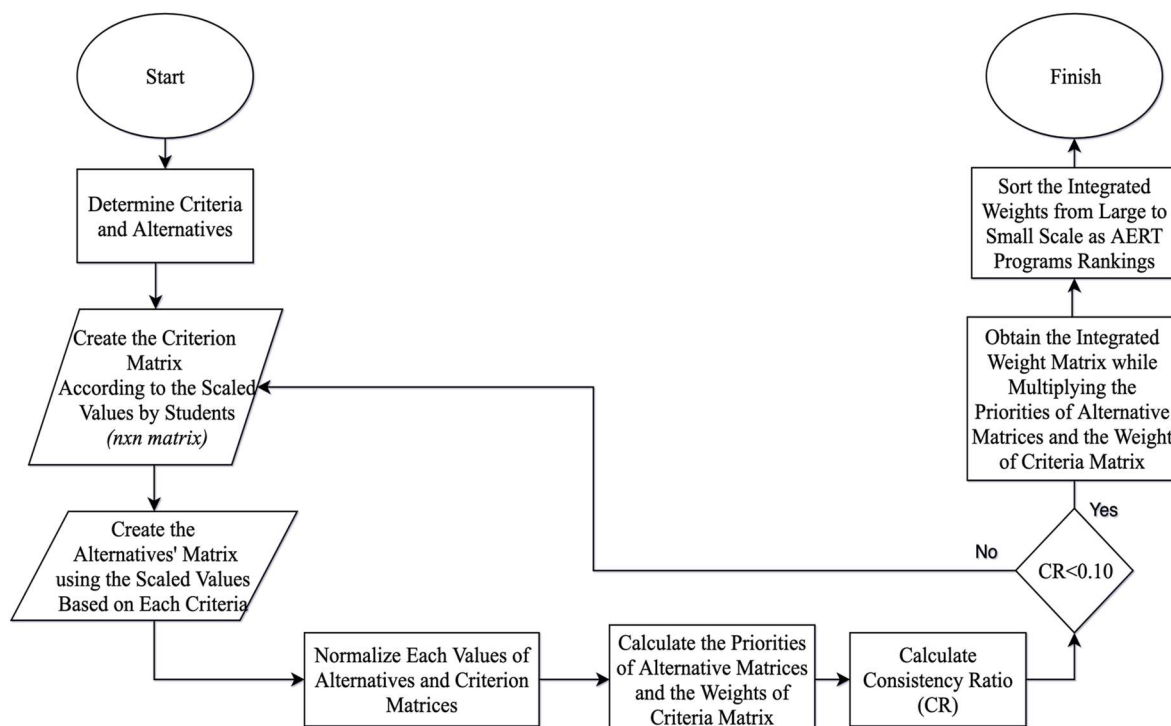 Start
Determine Criteria
and Alternatives
Create the Criterion
Matrix
According to the Scaled
Values by Students
(nxn matrix)
Create the
Alternatives' Matrix
using the Scaled Values
Based on Each Criteria
Normalize Each Values of
Alternatives and Criterion
Matrices
Calculate the Priorities
of Alternative Matrices
and the Weights of
Criteria Matrix
Calculate
Consistency Ratio
(CR)
CR<0.10
No
Yes
Obtain the Integrated
Weight Matrix while
Multiplying the
Priorities of Alternative
Matrices and the Weight
of Criteria Matrix
Sort the Integrated
Weights from Large to
Small Scale as AERT
Programs Rankings
Finish